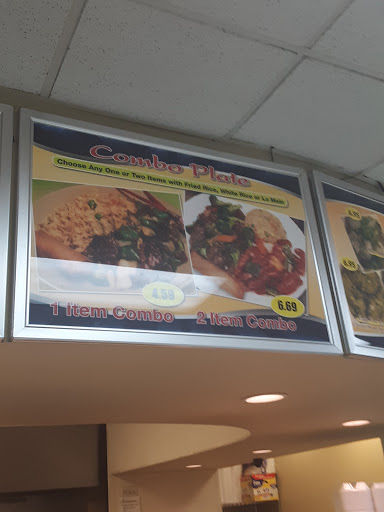 Combo Plate
Choose Any One or Two Items with Fried Rice, White Rice or Lo Mein
4.59
6.69
1 Item Combo
2 Item Combo